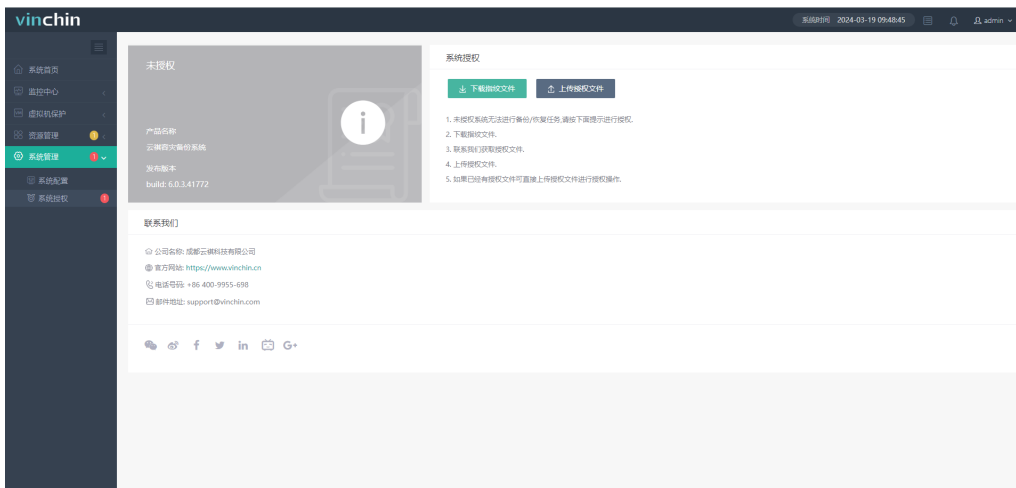 vinchin
系统时间 2024-03-19 09:48:45
admin
系统首页
监控中心
虚拟机保护
资源管理 1
系统管理 1
系统配置
系统授权 1
未授权
i
产品名称
云祺容灾备份系统
发布版本
build: 6.0.3.41772
系统授权
下载指纹文件 上传授权文件
1. 未授权系统无法进行备份/恢复任务,请按下面提示进行授权.
2. 下载指纹文件.
3. 联系我们获取授权文件.
4. 上传授权文件.
5. 如果已经有授权文件可直接上传授权文件进行授权操作.
联系我们
公司名称: 成都云祺科技有限公司
官方网站: https://www.vinchin.cn
电话号码: +86 400-9955-698
邮件地址: support@vinchin.com